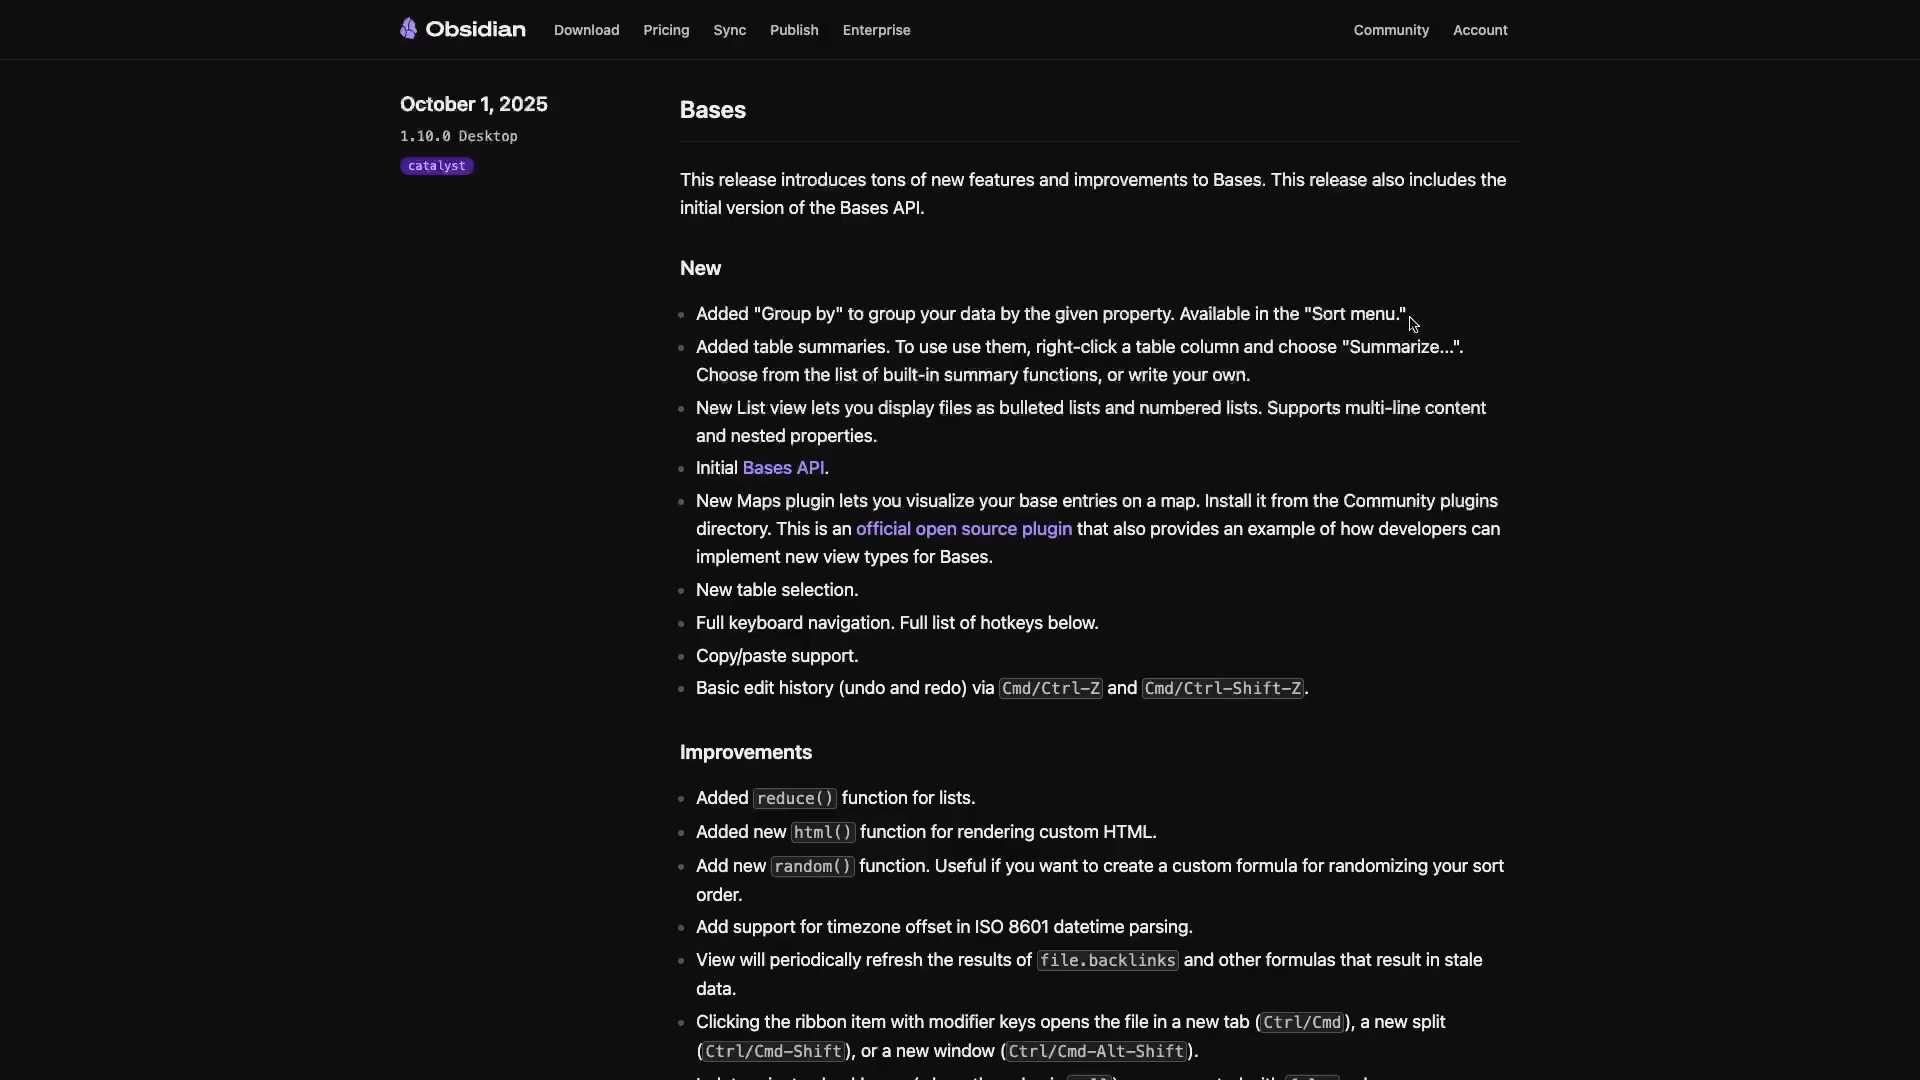 Obsidian Download Pricing Sync Publish Enterprise Community Account
October 1, 2025
1.10.0 Desktop
catalyst
Bases
This release introduces tons of new features and improvements to Bases. This release also includes the
initial version of the Bases API.
New
Added "Group by" to group your data by the given property. Available in the "Sort menu."
Added table summaries. To use use them, right-click a table column and choose "Summarize...".
Choose from the list of built-in summary functions, or write your own.
New List view lets you display files as bulleted lists and numbered lists. Supports multi-line content
and nested properties.
Initial Bases API.
New Maps plugin lets you visualize your base entries on a map. Install it from the Community plugins
directory. This is an official open source plugin that also provides an example of how developers can
implement new view types for Bases.
New table selection.
Full keyboard navigation. Full list of hotkeys below.
Copy/paste support.
Basic edit history (undo and redo) via Cmd/Ctrl-Z and Cmd/Ctrl-Shift-Z.
Improvements
Added reduce() function for lists.
Added new html() function for rendering custom HTML.
Add new random() function. Useful if you want to create a custom formula for randomizing your sort
order.
Add support for timezone offset in ISO 8601 datetime parsing.
View will periodically refresh the results of file.backlinks and other formulas that result in stale
data.
Clicking the ribbon item with modifier keys opens the file in a new tab (Ctrl/Cmd), a new split
(Ctrl/Cmd-Shift), or a new window (Ctrl/Cmd-Alt-Shift).